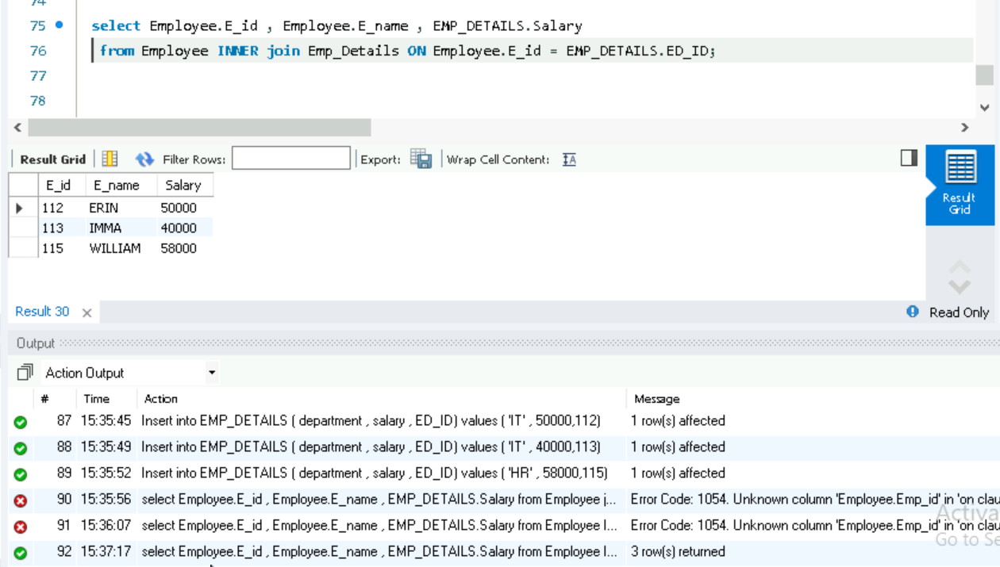 74
75 select Employee.E_id , Employee.E_name , EMP_DETAILS.Salary
76 from Employee INNER join Emp_Details ON Employee.E_id = EMP_DETAILS.ED_ID;
77
78
Result Grid Filter Rows: Export: Wrap Cell Content:
E_id E_name Salary
112 ERIN 50000
113 IMMA 40000
115 WILLIAM 58000
Result
Grid
Result 30 Read Only
Output
Action Output
# Time Action Message
87 15:35:45 Insert into EMP_DETAILS ( department , salary , ED_ID) values ( 'IT' , 50000,112) 1 row(s) affected
88 15:35:49 Insert into EMP_DETAILS ( department , salary , ED_ID) values ( 'IT' , 40000,113) 1 row(s) affected
89 15:35:52 Insert into EMP_DETAILS ( department , salary , ED_ID) values ( 'HR' , 58000,115) 1 row(s) affected
90 15:35:56 select Employee.E_id , Employee.E_name , EMP_DETAILS.Salary from Employee j... Error Code: 1054. Unknown column 'Employee.Emp_id' in 'on clau
91 15:36:07 select Employee.E_id , Employee.E_name , EMP_DETAILS.Salary from Employee I... Error Code: 1054. Unknown column 'Employee.Emp_id' in 'on clau
92 15:37:17 select Employee.E_id , Employee.E_name , EMP_DETAILS.Salary from Employee I... 3 row(s) returned
Activa
Go to Se